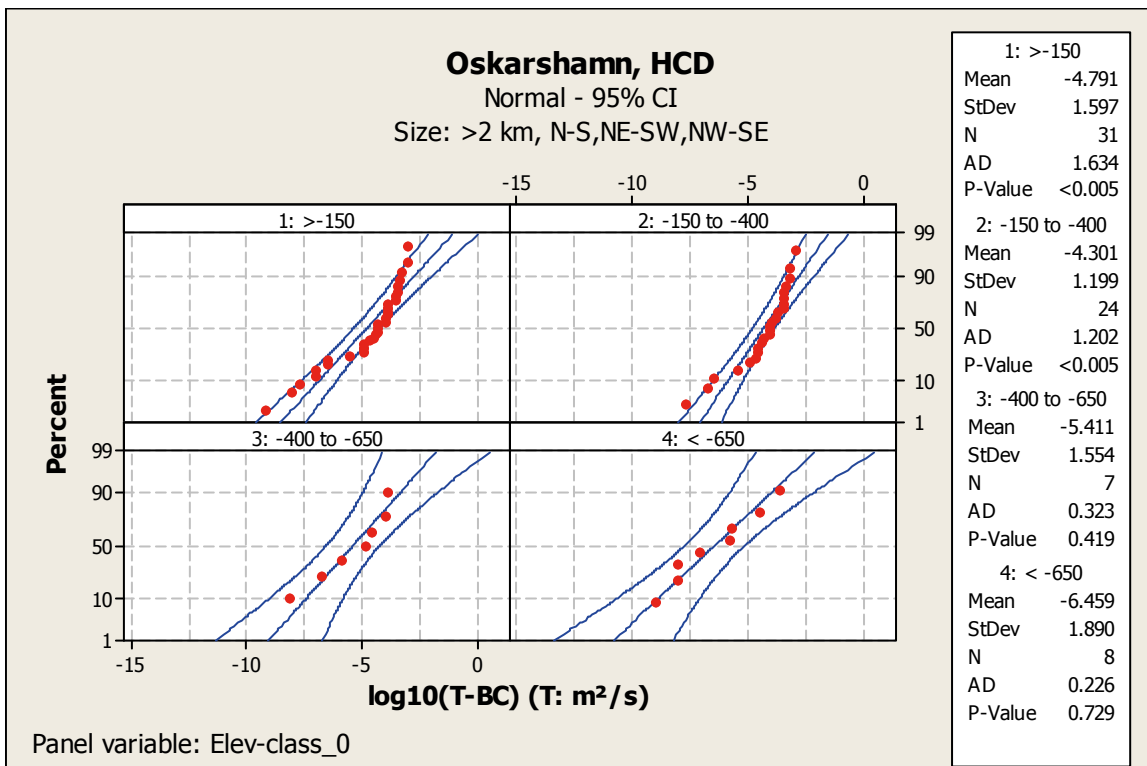 Oskarshamn, HCD
Normal - 95% CI
Size: >2 km, N-S,NE-SW,NW-SE
-15 -10 -5 0
1: >-150 2: -150 to -400
99
90
50
10
1
3: -400 to -650 4: < -650
99
90
50
10
1
-15 -10 -5 0
Percent
log10(T-BC) (T: m²/s)
Panel variable: Elev-class_0
1: >-150
Mean -4.791
StDev 1.597
N 31
AD 1.634
P-Value <0.005
2: -150 to -400
Mean -4.301
StDev 1.199
N 24
AD 1.202
P-Value <0.005
3: -400 to -650
Mean -5.411
StDev 1.554
N 7
AD 0.323
P-Value 0.419
4: < -650
Mean -6.459
StDev 1.890
N 8
AD 0.226
P-Value 0.729